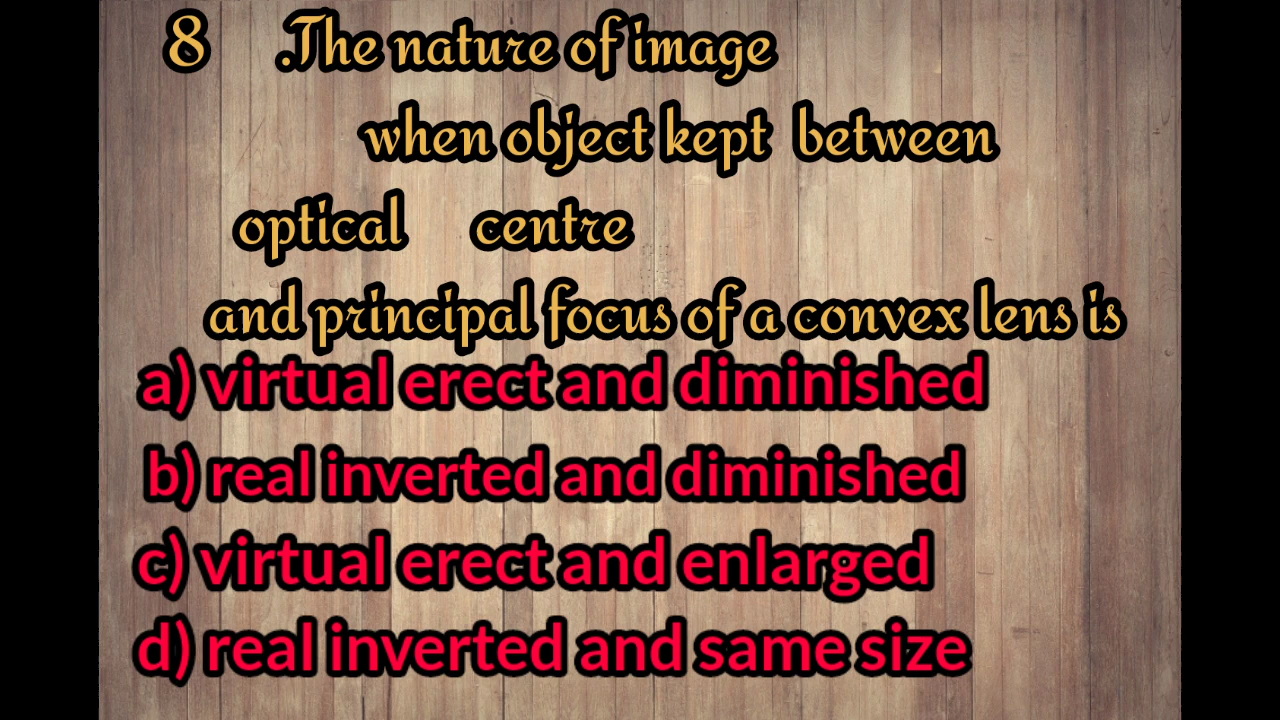 8 .The nature of image
when object kept between
optical centre
and principal focus of a convex lens is
a) virtual erect and diminished
b) real inverted and diminished
c) virtual erect and enlarged
d) real inverted and same size